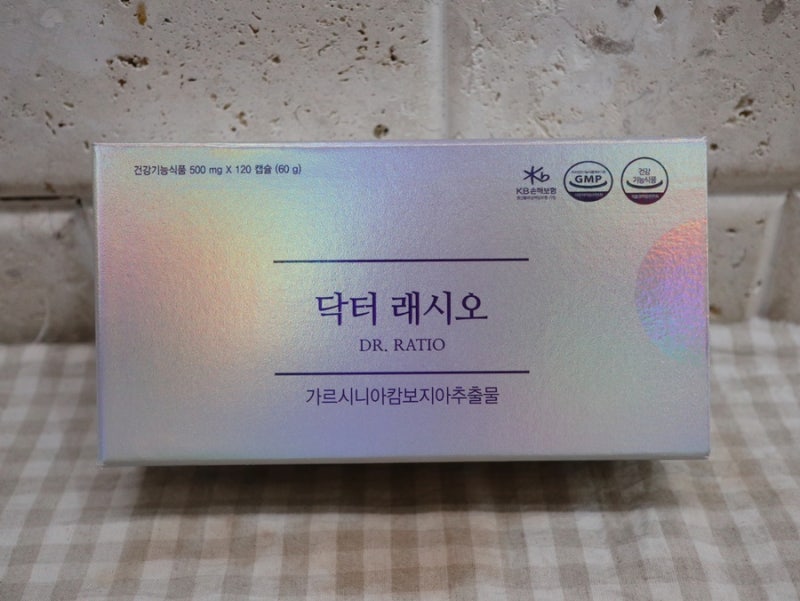 건강기능식품 500 mg X 120 캡슐 (60 g)
KB손해보험
GMP
건강
기능식품
닥터 래시오
DR. RATIO
가르시니아캄보지아추출물